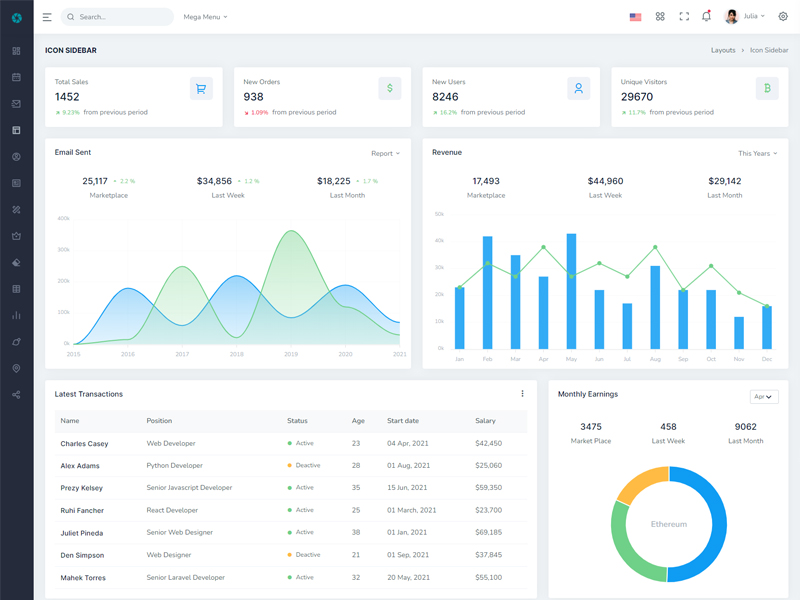 Search... Mega Menu Julia
ICON SIDEBAR Layouts > Icon Sidebar
Total Sales
1452
9.23% from previous period
New Orders
938
1.09% from previous period
New Users
8246
16.2% from previous period
Unique Visitors
29670
11.7% from previous period
Email Sent Report
25,117 2.2 % $34,856 1.2 % $18,225 1.7 %
Marketplace Last Week Last Month
400k
300k
200k
100k
0k
2015 2016 2017 2018 2019 2020 2021
Revenue This Years
17,493 $44,960 $29,142
Marketplace Last Week Last Month
50k
40k
30k
20k
10k
0k
Jan Feb Mar Apr May Jun Jul Aug Sep Oct Nov Dec
Latest Transactions
Name Position Status Age Start date Salary
Charles Casey Web Developer Active 23 04 Apr, 2021 $42,450
Alex Adams Python Developer Deactive 28 01 Aug, 2021 $25,060
Prezy Kelsey Senior Javascript Developer Active 35 15 Jun, 2021 $59,350
Ruhi Fancher React Developer Active 25 01 March, 2021 $23,700
Juliet Pineda Senior Web Designer Active 38 01 Jan, 2021 $69,185
Den Simpson Web Designer Deactive 21 01 Sep, 2021 $37,845
Mahek Torres Senior Laravel Developer Active 32 20 May, 2021 $55,100
Monthly Earnings Apr
3475 458 9062
Market Place Last Week Last Month
Ethereum